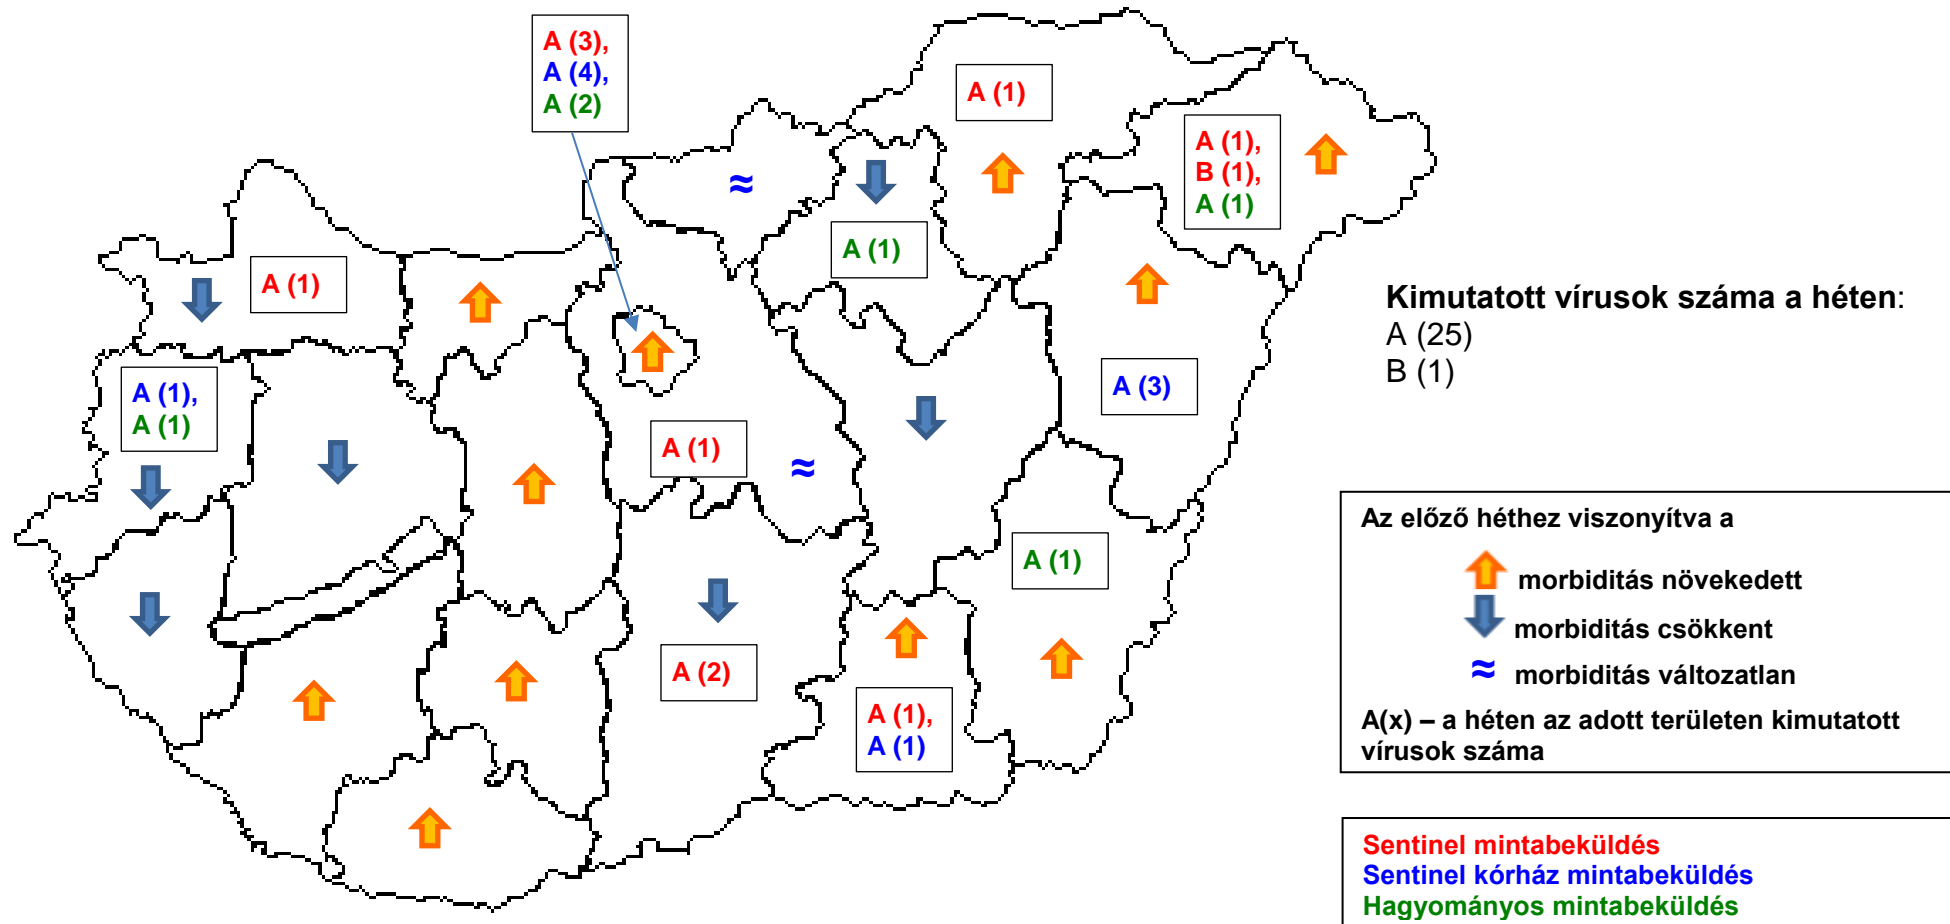 A (3),
A (4),
A (2)
A (1)
A (1),
B (1),
A (1)
≈
A (1)
A (1)
Kimutatott vírusok száma a héten:
A (25)
B (1)
A (1),
A (1)
A (3)
A (1)
≈
A (1)
A (2)
A (1),
A (1)
Az előző héthez viszonyítva a
morbiditás növekedett
morbiditás csökkent
≈ morbiditás változatlan
A(x) – a héten az adott területen kimutatott
vírusok száma
Sentinel mintabeküldés
Sentinel kórház mintabeküldés
Hagyományos mintabeküldés